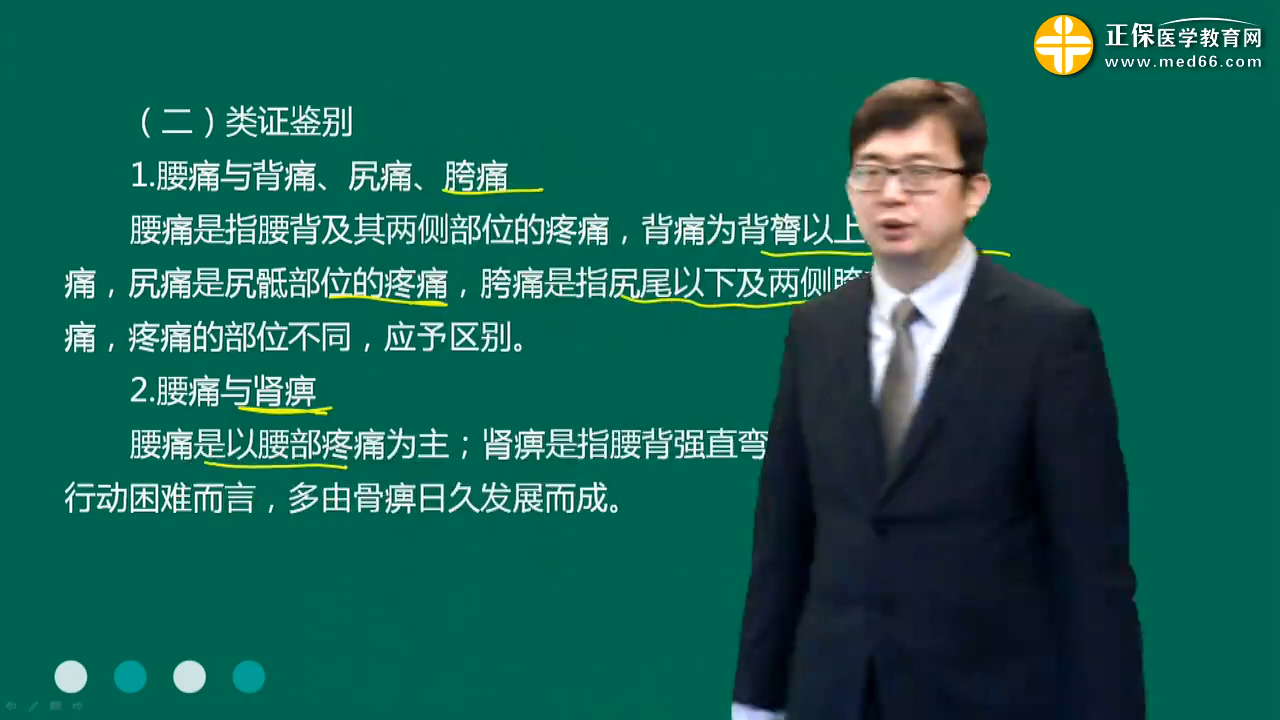 正保医学教育网
www.med66.com
（二）类证鉴别
1.腰痛与背痛、尻痛、胯痛
腰痛是指腰背及其两侧部位的疼痛，背痛为背膂以上
痛，尻痛是尻骶部位的疼痛，胯痛是指尻尾以下及两侧胯
痛，疼痛的部位不同，应予区别。
2.腰痛与肾痹
腰痛是以腰部疼痛为主；肾痹是指腰背强直弯
行动困难而言，多由骨痹日久发展而成。